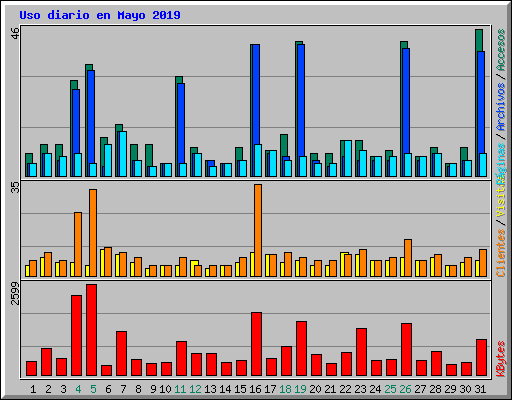 Uso diario en Mayo 2019
46
35
2599
Accesos / Archivos / Páginas
Clientes / Visitas
KBytes
1 2 3 4 5 6 7 8 9 10 11 12 13 14 15 16 17 18 19 20 21 22 23 24 25 26 27 28 29 30 31